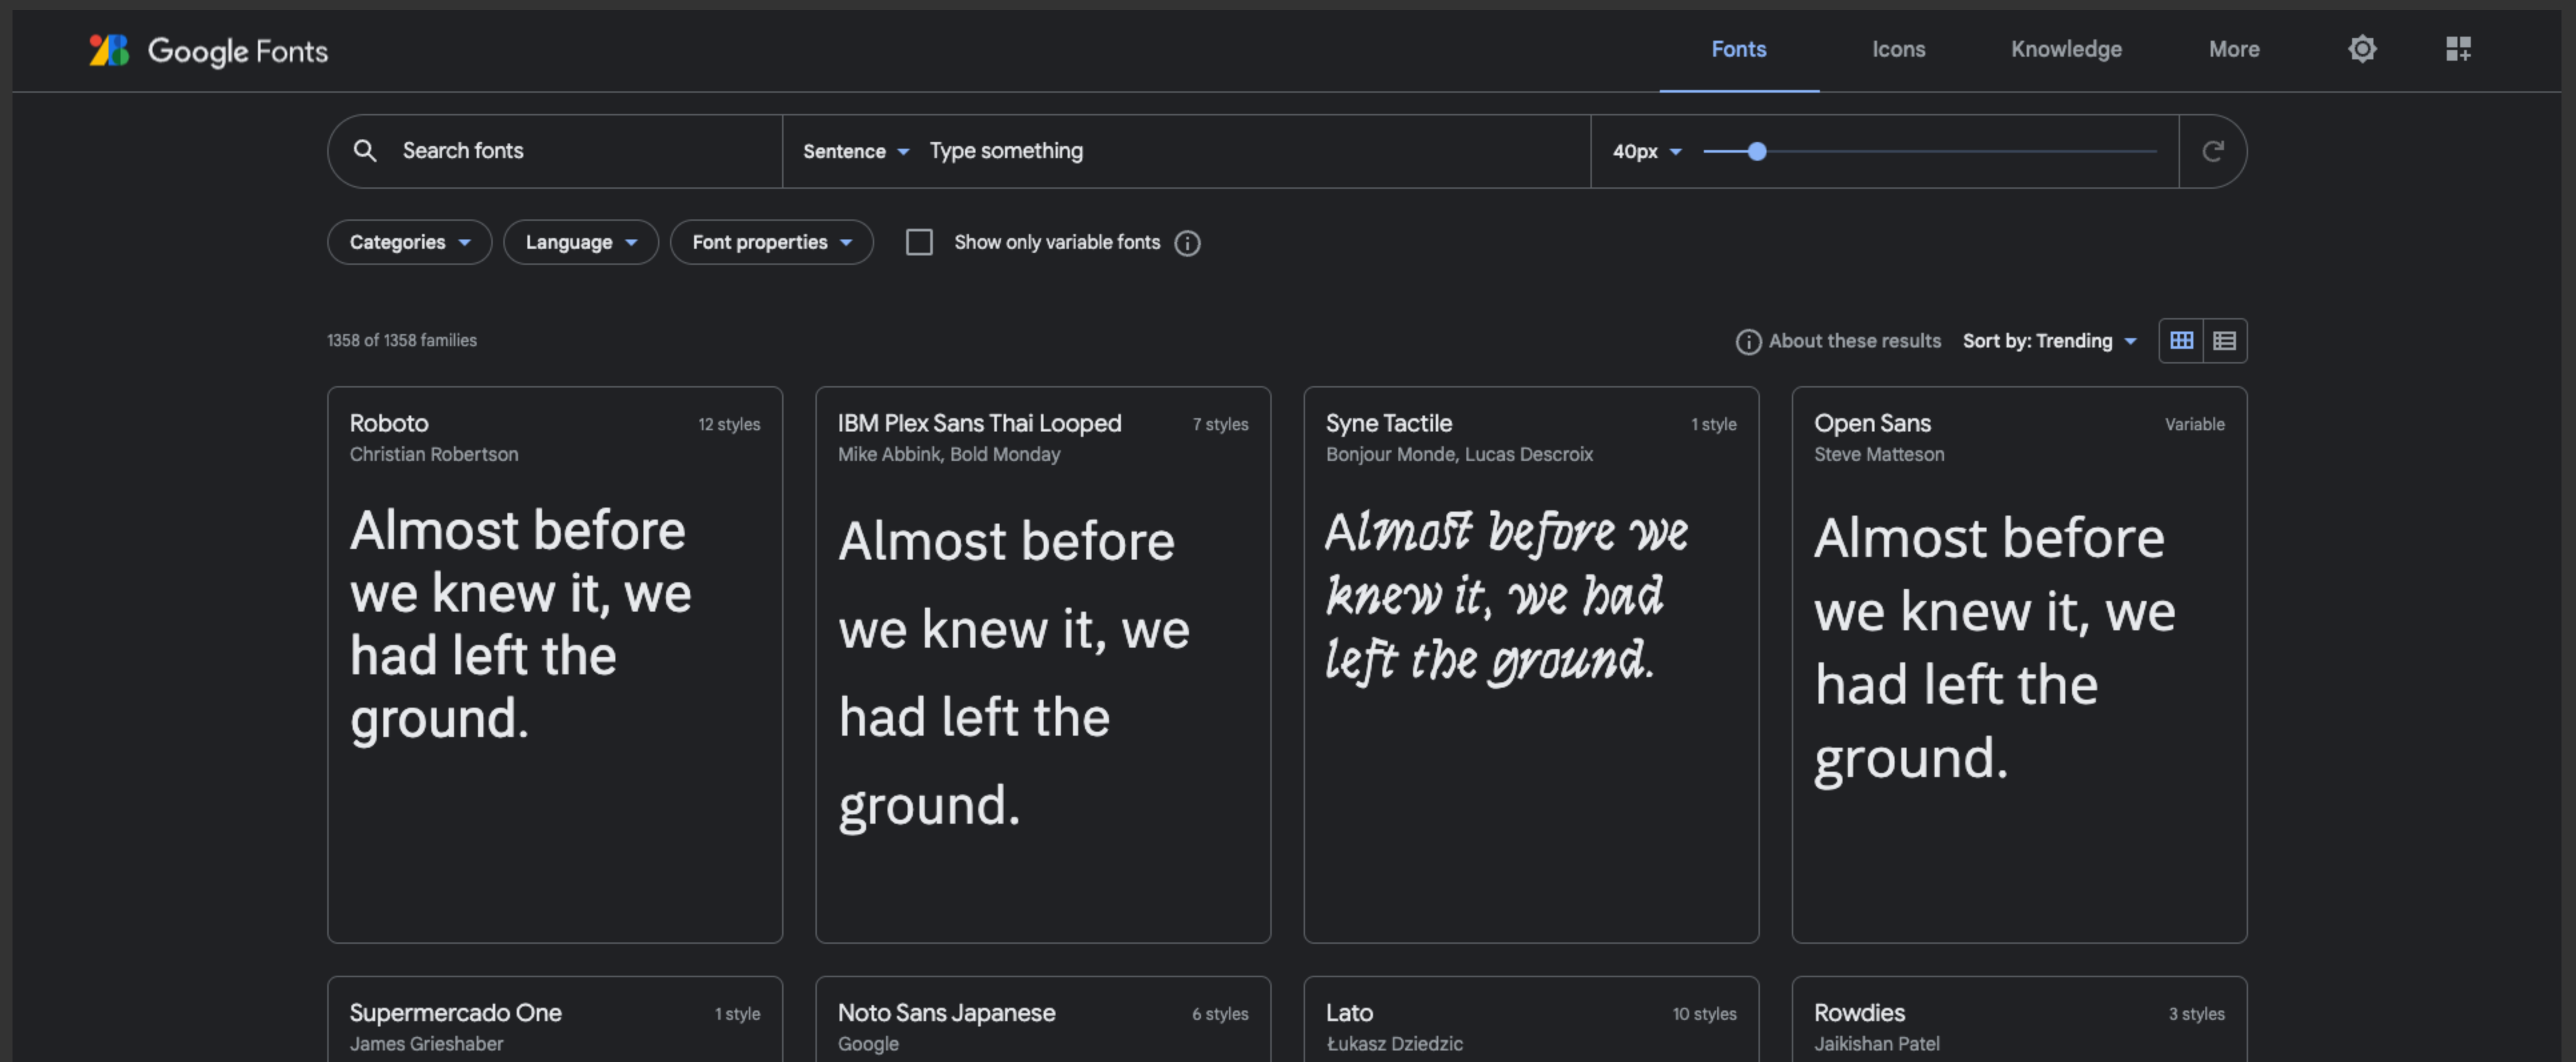 Google Fonts
Fonts
Icons
Knowledge
More
Search fonts
Sentence
Type something
40px
Categories
Language
Font properties
Show only variable fonts
1358 of 1358 families
About these results
Sort by: Trending
Roboto
12 styles
Christian Robertson
Almost before
we knew it, we
had left the
ground.
IBM Plex Sans Thai Looped
7 styles
Mike Abbink, Bold Monday
Almost before
we knew it, we
had left the
ground.
Syne Tactile
1 style
Bonjour Monde, Lucas Descroix
Almost before we
knew it, we had
left the ground.
Open Sans
Variable
Steve Matteson
Almost before
we knew it, we
had left the
ground.
Supermercado One
1 style
James Grieshaber
Noto Sans Japanese
6 styles
Google
Lato
10 styles
Łukasz Dziedzic
Rowdies
3 styles
Jaikishan Patel